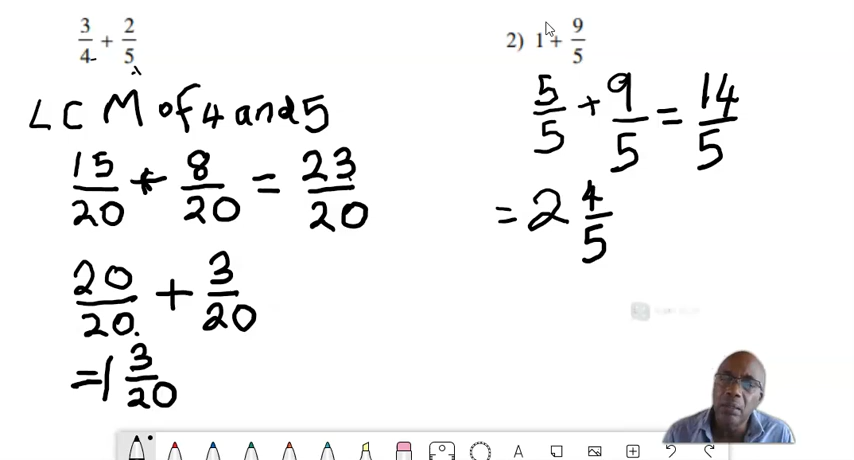 3/4 + 2/5
LCM of 4 and 5
15/20 + 8/20 = 23/20
20/20 + 3/20
= 1 3/20
2) 1 + 9/5
5/5 + 9/5 = 14/5
= 2 4/5
A